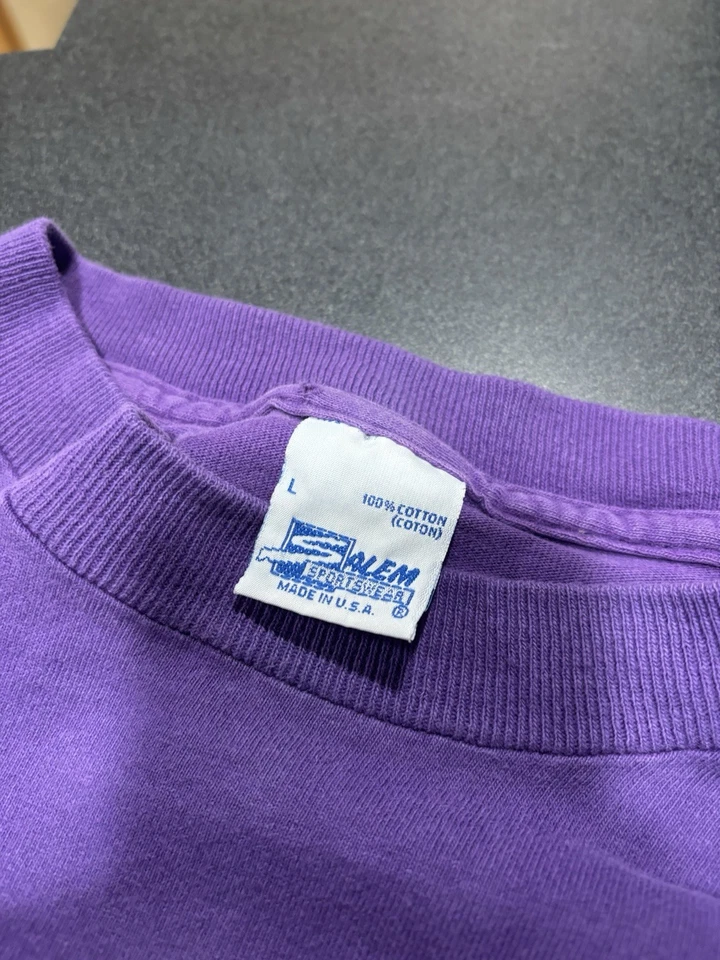 L
100% COTTON
(COTON)
SALEM
SPORTSWEAR
MADE IN U.S.A. ®